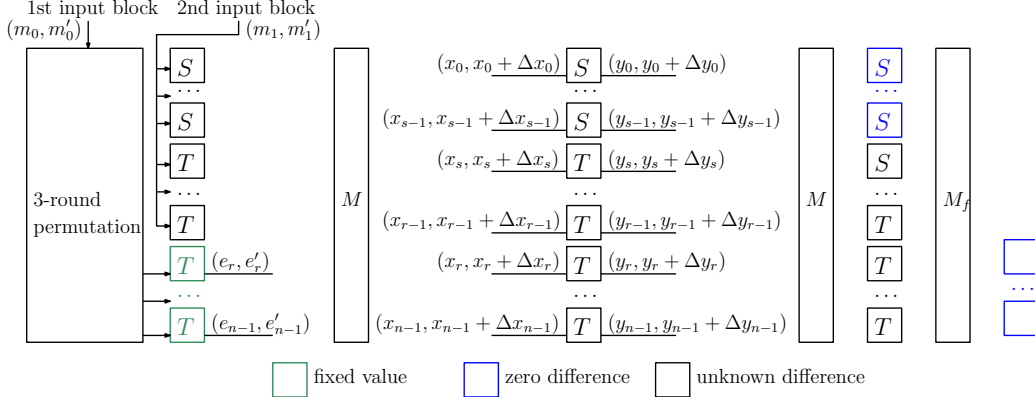 1st input block 2nd input block
(m_0, m'_0) (m_1, m'_1)
S (x_0, x_0 + Δx_0) S (y_0, y_0 + Δy_0) S
... ... ... ...
S (x_{s−1}, x_{s−1} + Δx_{s−1}) S (y_{s−1}, y_{s−1} + Δy_{s−1}) S
T (x_s, x_s + Δx_s) T (y_s, y_s + Δy_s) S
3-round permutation ... M ... M ... M_f
T (x_{r−1}, x_{r−1} + Δx_{r−1}) T (y_{r−1}, y_{r−1} + Δy_{r−1}) T
T (e_r, e'_r) (x_r, x_r + Δx_r) T (y_r, y_r + Δy_r) T
... ... ... ...
T (e_{n−1}, e'_{n−1}) (x_{n−1}, x_{n−1} + Δx_{n−1}) T (y_{n−1}, y_{n−1} + Δy_{n−1}) T
fixed value zero difference unknown difference